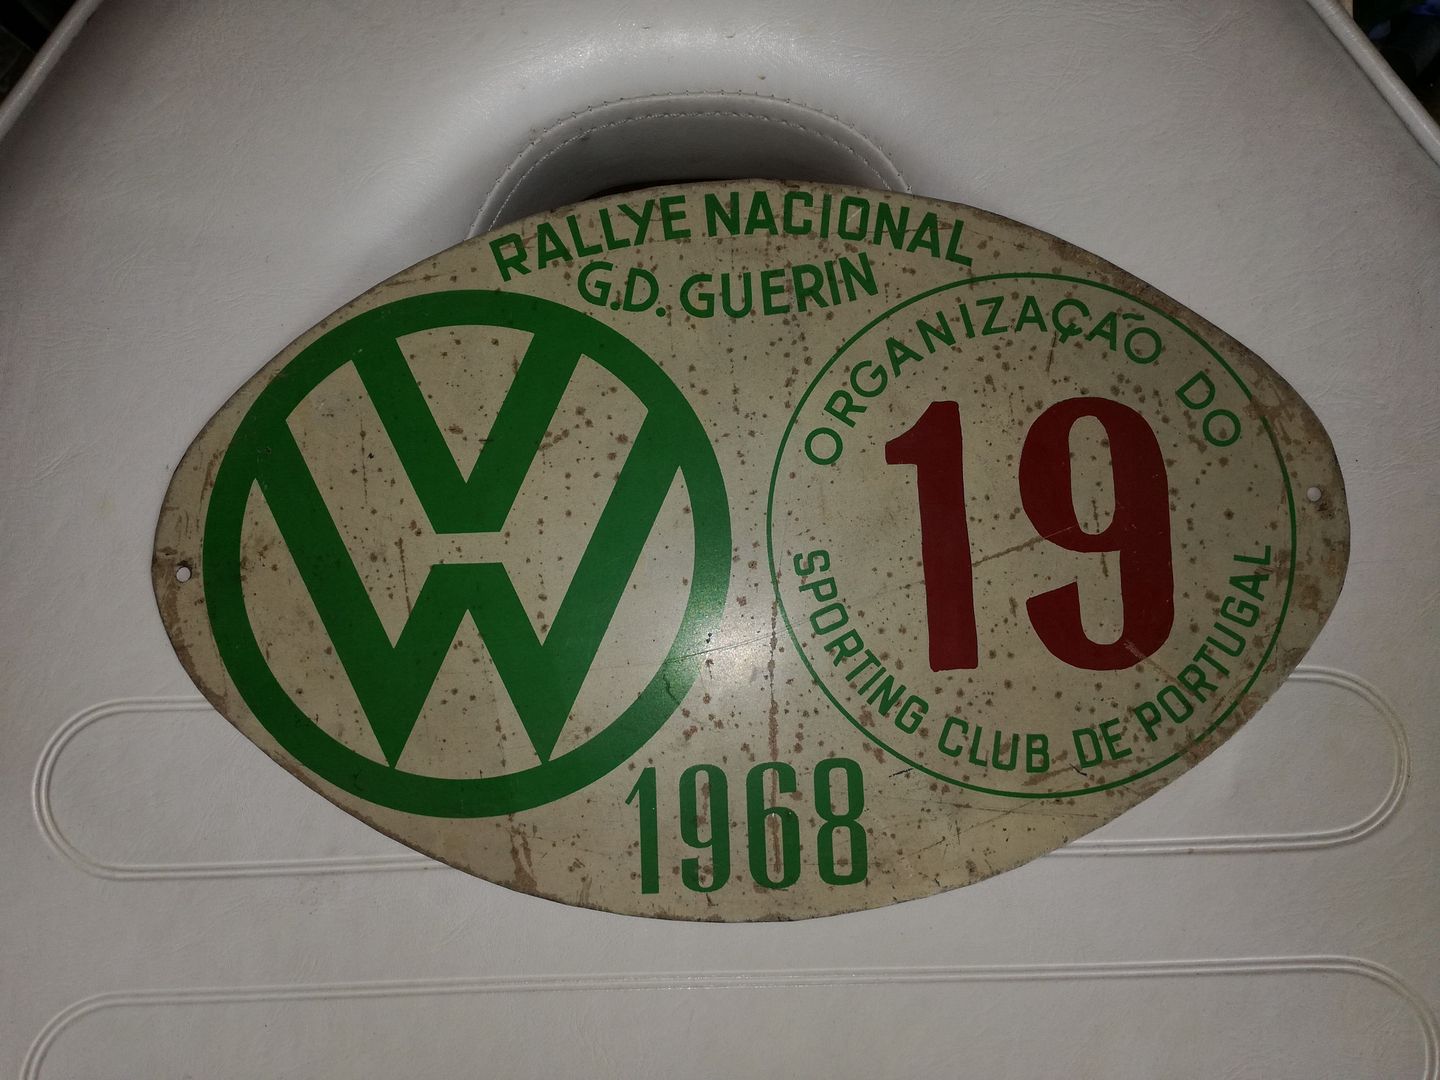 RALLYE NACIONAL
G.D. GUERIN
VW
ORGANIZAÇÃO DO
19
SPORTING CLUB DE PORTUGAL
1968